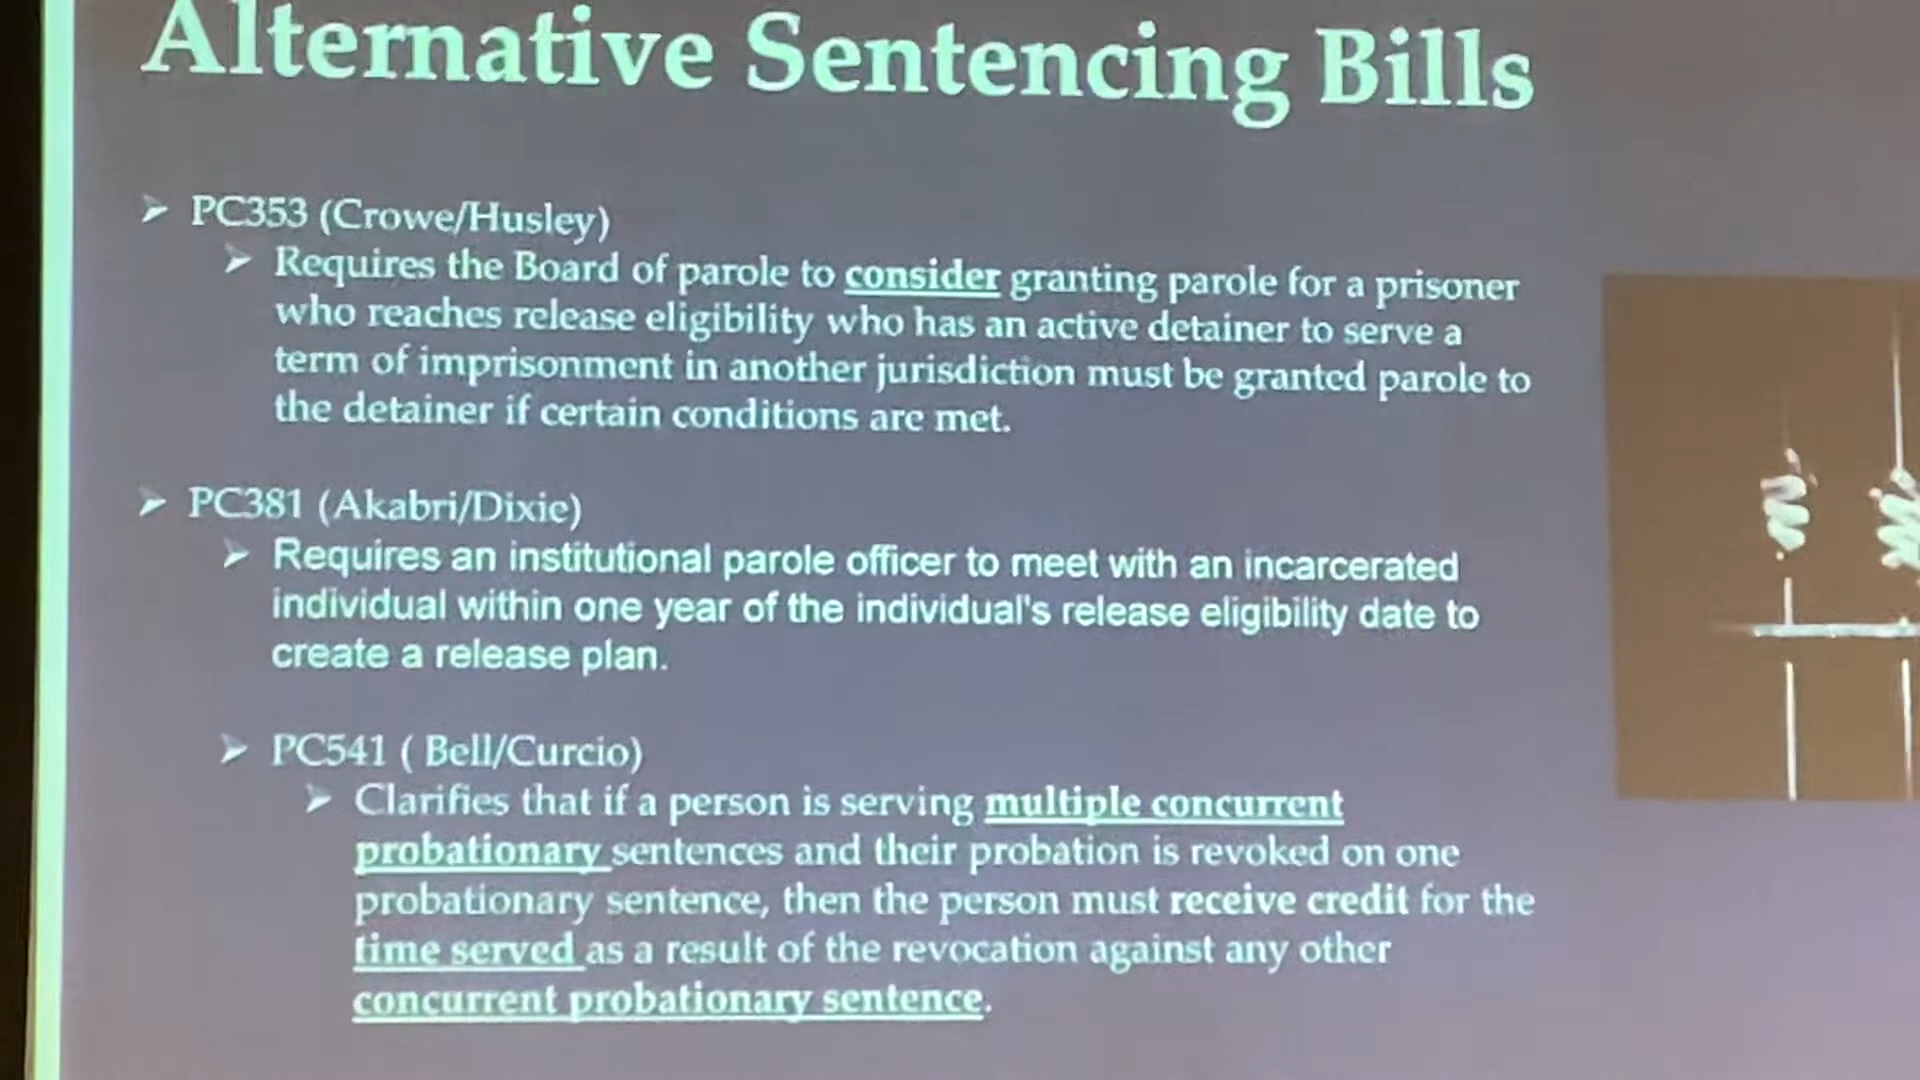 Alternative Sentencing Bills
➢ PC353 (Crowe/Husley)
➢ Requires the Board of parole to consider granting parole for a prisoner
who reaches release eligibility who has an active detainer to serve a
term of imprisonment in another jurisdiction must be granted parole to
the detainer if certain conditions are met.
➢ PC381 (Akabri/Dixie)
➢ Requires an institutional parole officer to meet with an incarcerated
individual within one year of the individual's release eligibility date to
create a release plan.
➢ PC541 ( Bell/Curcio)
➢ Clarifies that if a person is serving multiple concurrent
probationary sentences and their probation is revoked on one
probationary sentence, then the person must receive credit for the
time served as a result of the revocation against any other
concurrent probationary sentence.